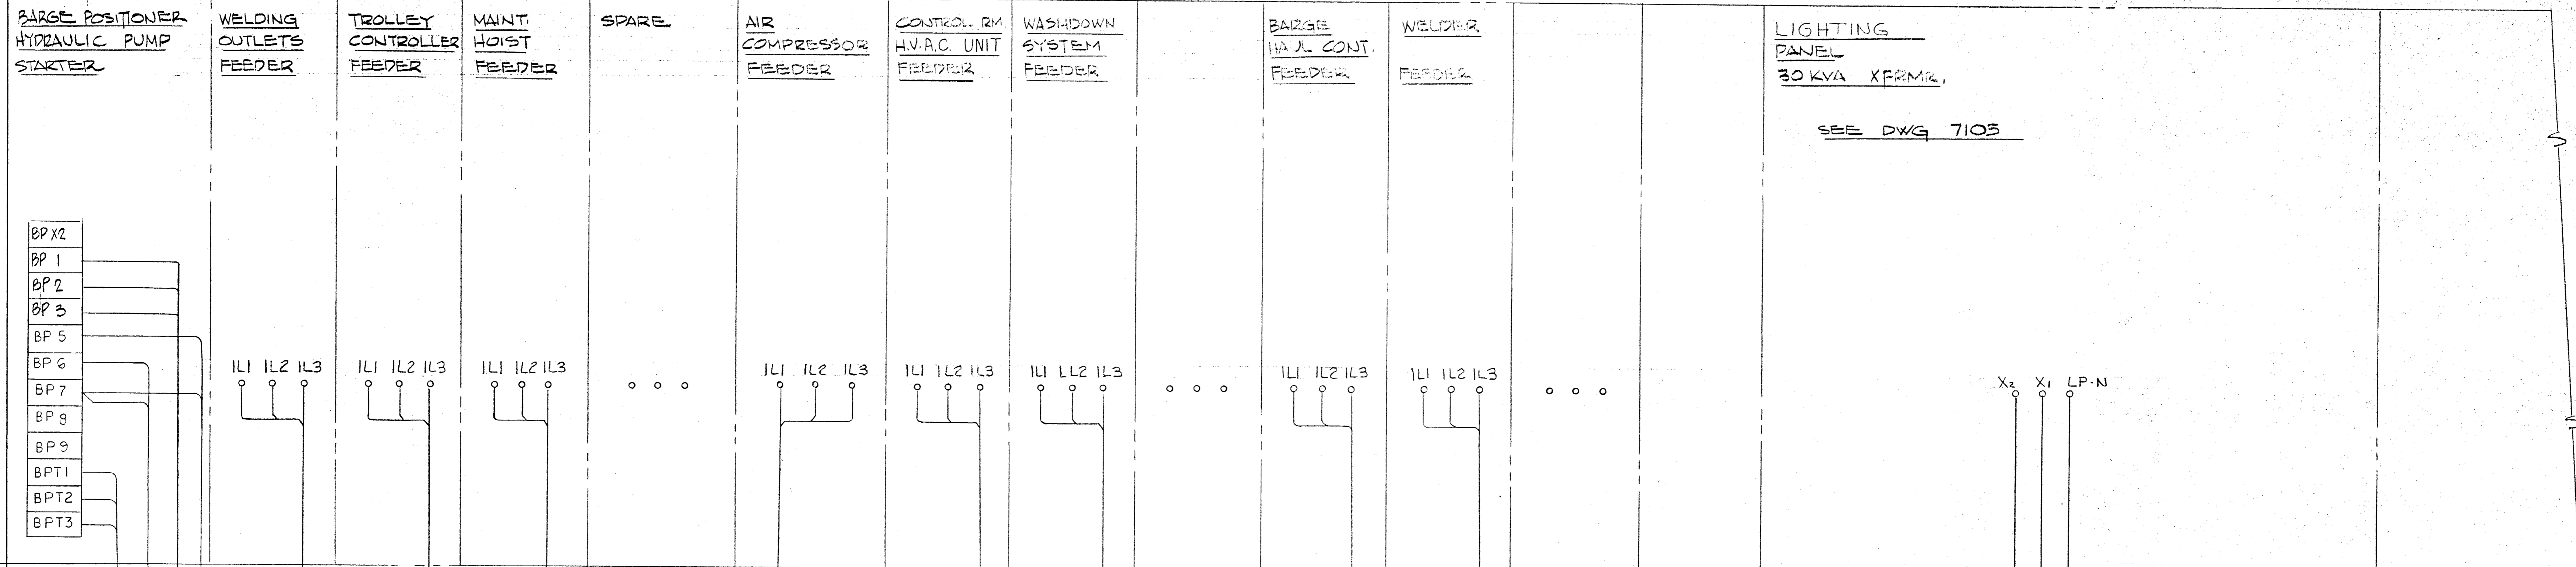 BARGE POSITIONER
HYDRAULIC PUMP
STARTER
WELDING
OUTLETS
FEEDER
TROLLEY
CONTROLLER
FEEDER
MAINT.
HOIST
FEEDER
SPARE
AIR
COMPRESSOR
FEEDER
CONTROL RM
H.V.A.C. UNIT
FEEDER
WASHDOWN
SYSTEM
FEEDER
BARGE
HAUL CONT.
FEEDER
WELDER
FEEDER
LIGHTING
PANEL
30 KVA XFRMR.
SEE DWG 7103
BPX2
BP 1
BP 2
BP 3
BP 5
BP 6
BP 7
BP 8
BP 9
BPT1
BPT2
BPT3
1L1 1L2 1L3
1L1 1L2 1L3
1L1 1L2 1L3
1L1 1L2 1L3
1L1 1L2 1L3
1L1 LL2 1L3
1L1 1L2 1L3
1L1 1L2 1L3
X2 X1 LP-N